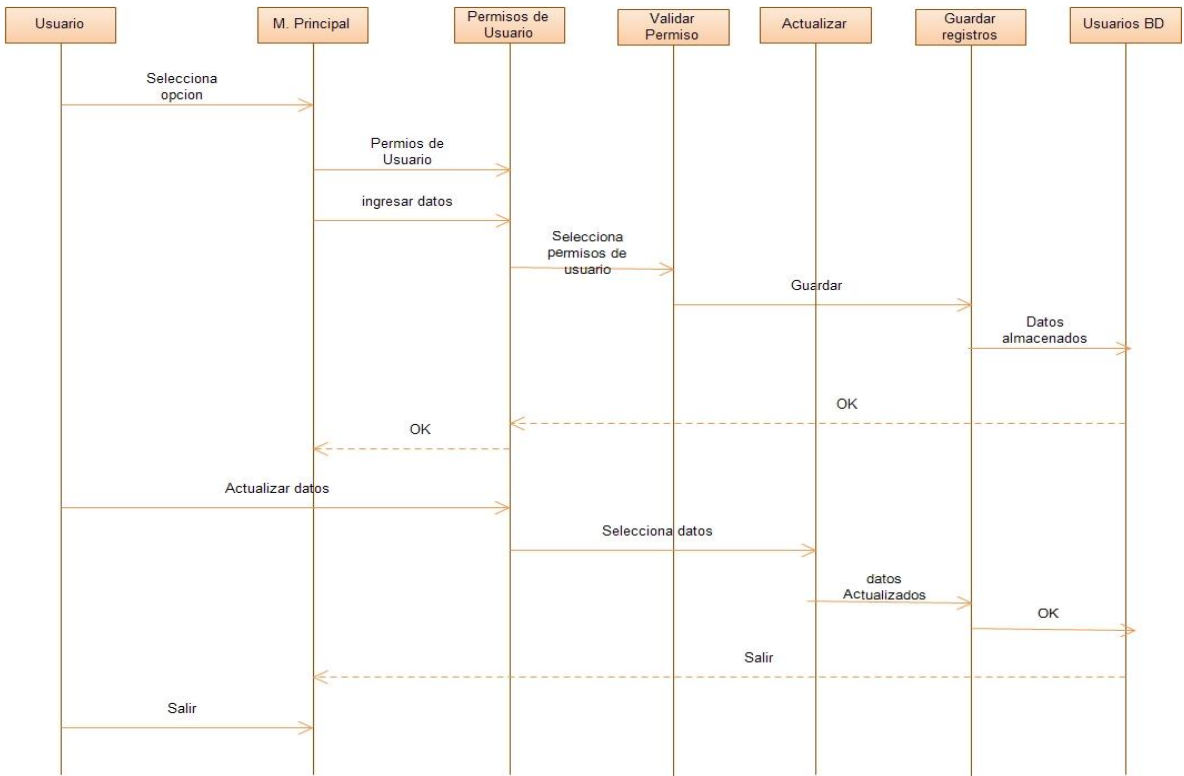 Usuario
M. Principal
Permisos de
Usuario
Validar
Permiso
Actualizar
Guardar
registros
Usuarios BD
Selecciona
opcion
Permios de
Usuario
ingresar datos
Selecciona
permisos de
usuario
Guardar
Datos
almacenados
OK
OK
Actualizar datos
Selecciona datos
datos
Actualizados
OK
Salir
Salir